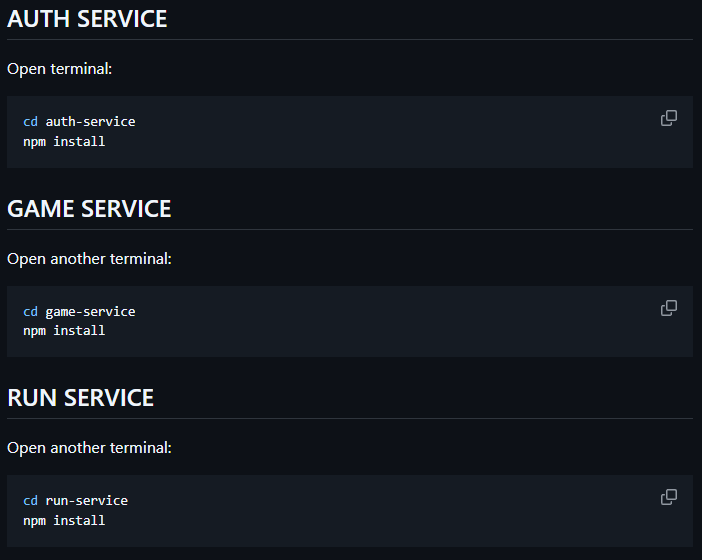 AUTH SERVICE
Open terminal:
cd auth-service
npm install
GAME SERVICE
Open another terminal:
cd game-service
npm install
RUN SERVICE
Open another terminal:
cd run-service
npm install